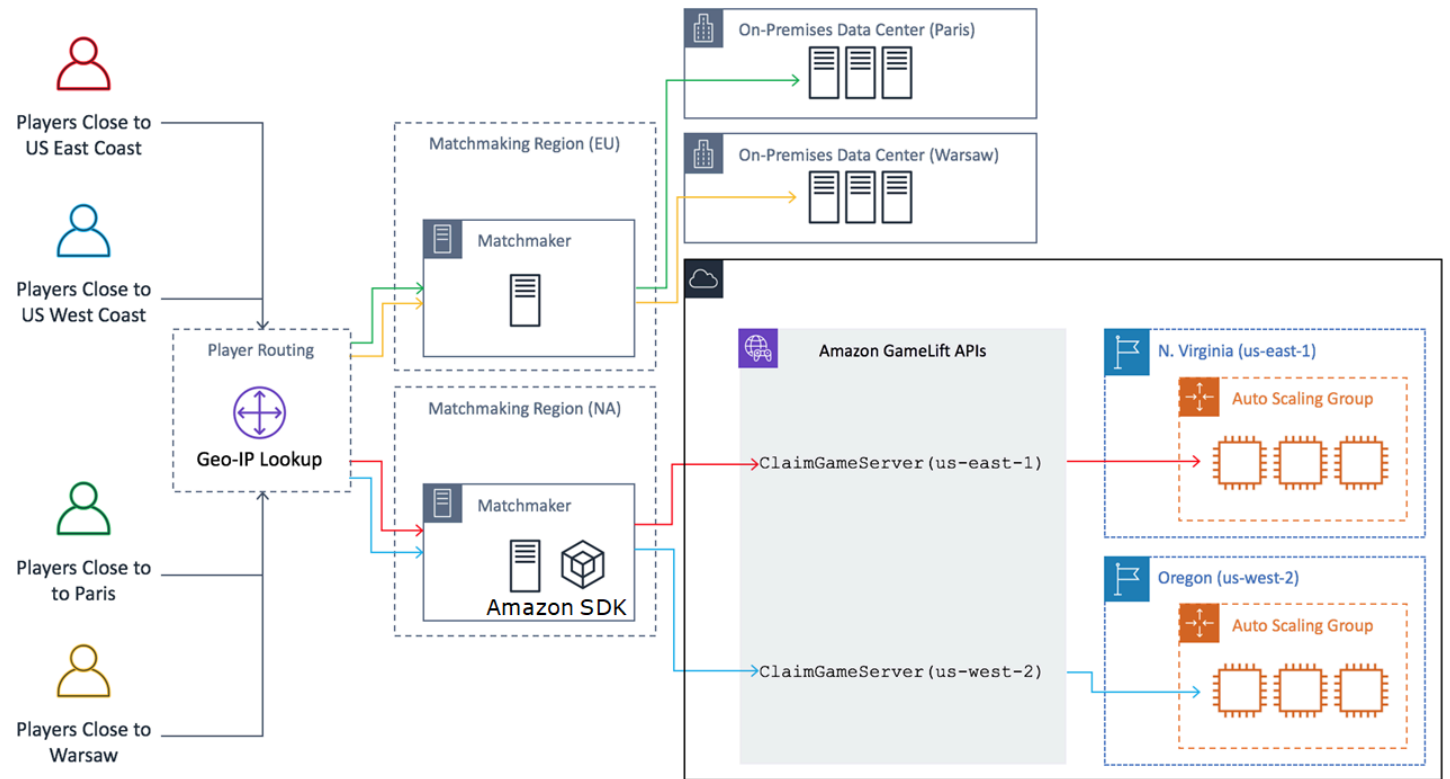 Players Close to
US East Coast
Players Close to
US West Coast
Player Routing
Geo-IP Lookup
Players Close to
to Paris
Players Close to
Warsaw
Matchmaking Region (EU)
Matchmaker
Matchmaking Region (NA)
Matchmaker
Amazon SDK
On-Premises Data Center (Paris)
On-Premises Data Center (Warsaw)
Amazon GameLift APIs
ClaimGameServer(us-east-1)
ClaimGameServer(us-west-2)
N. Virginia (us-east-1)
Auto Scaling Group
Oregon (us-west-2)
Auto Scaling Group